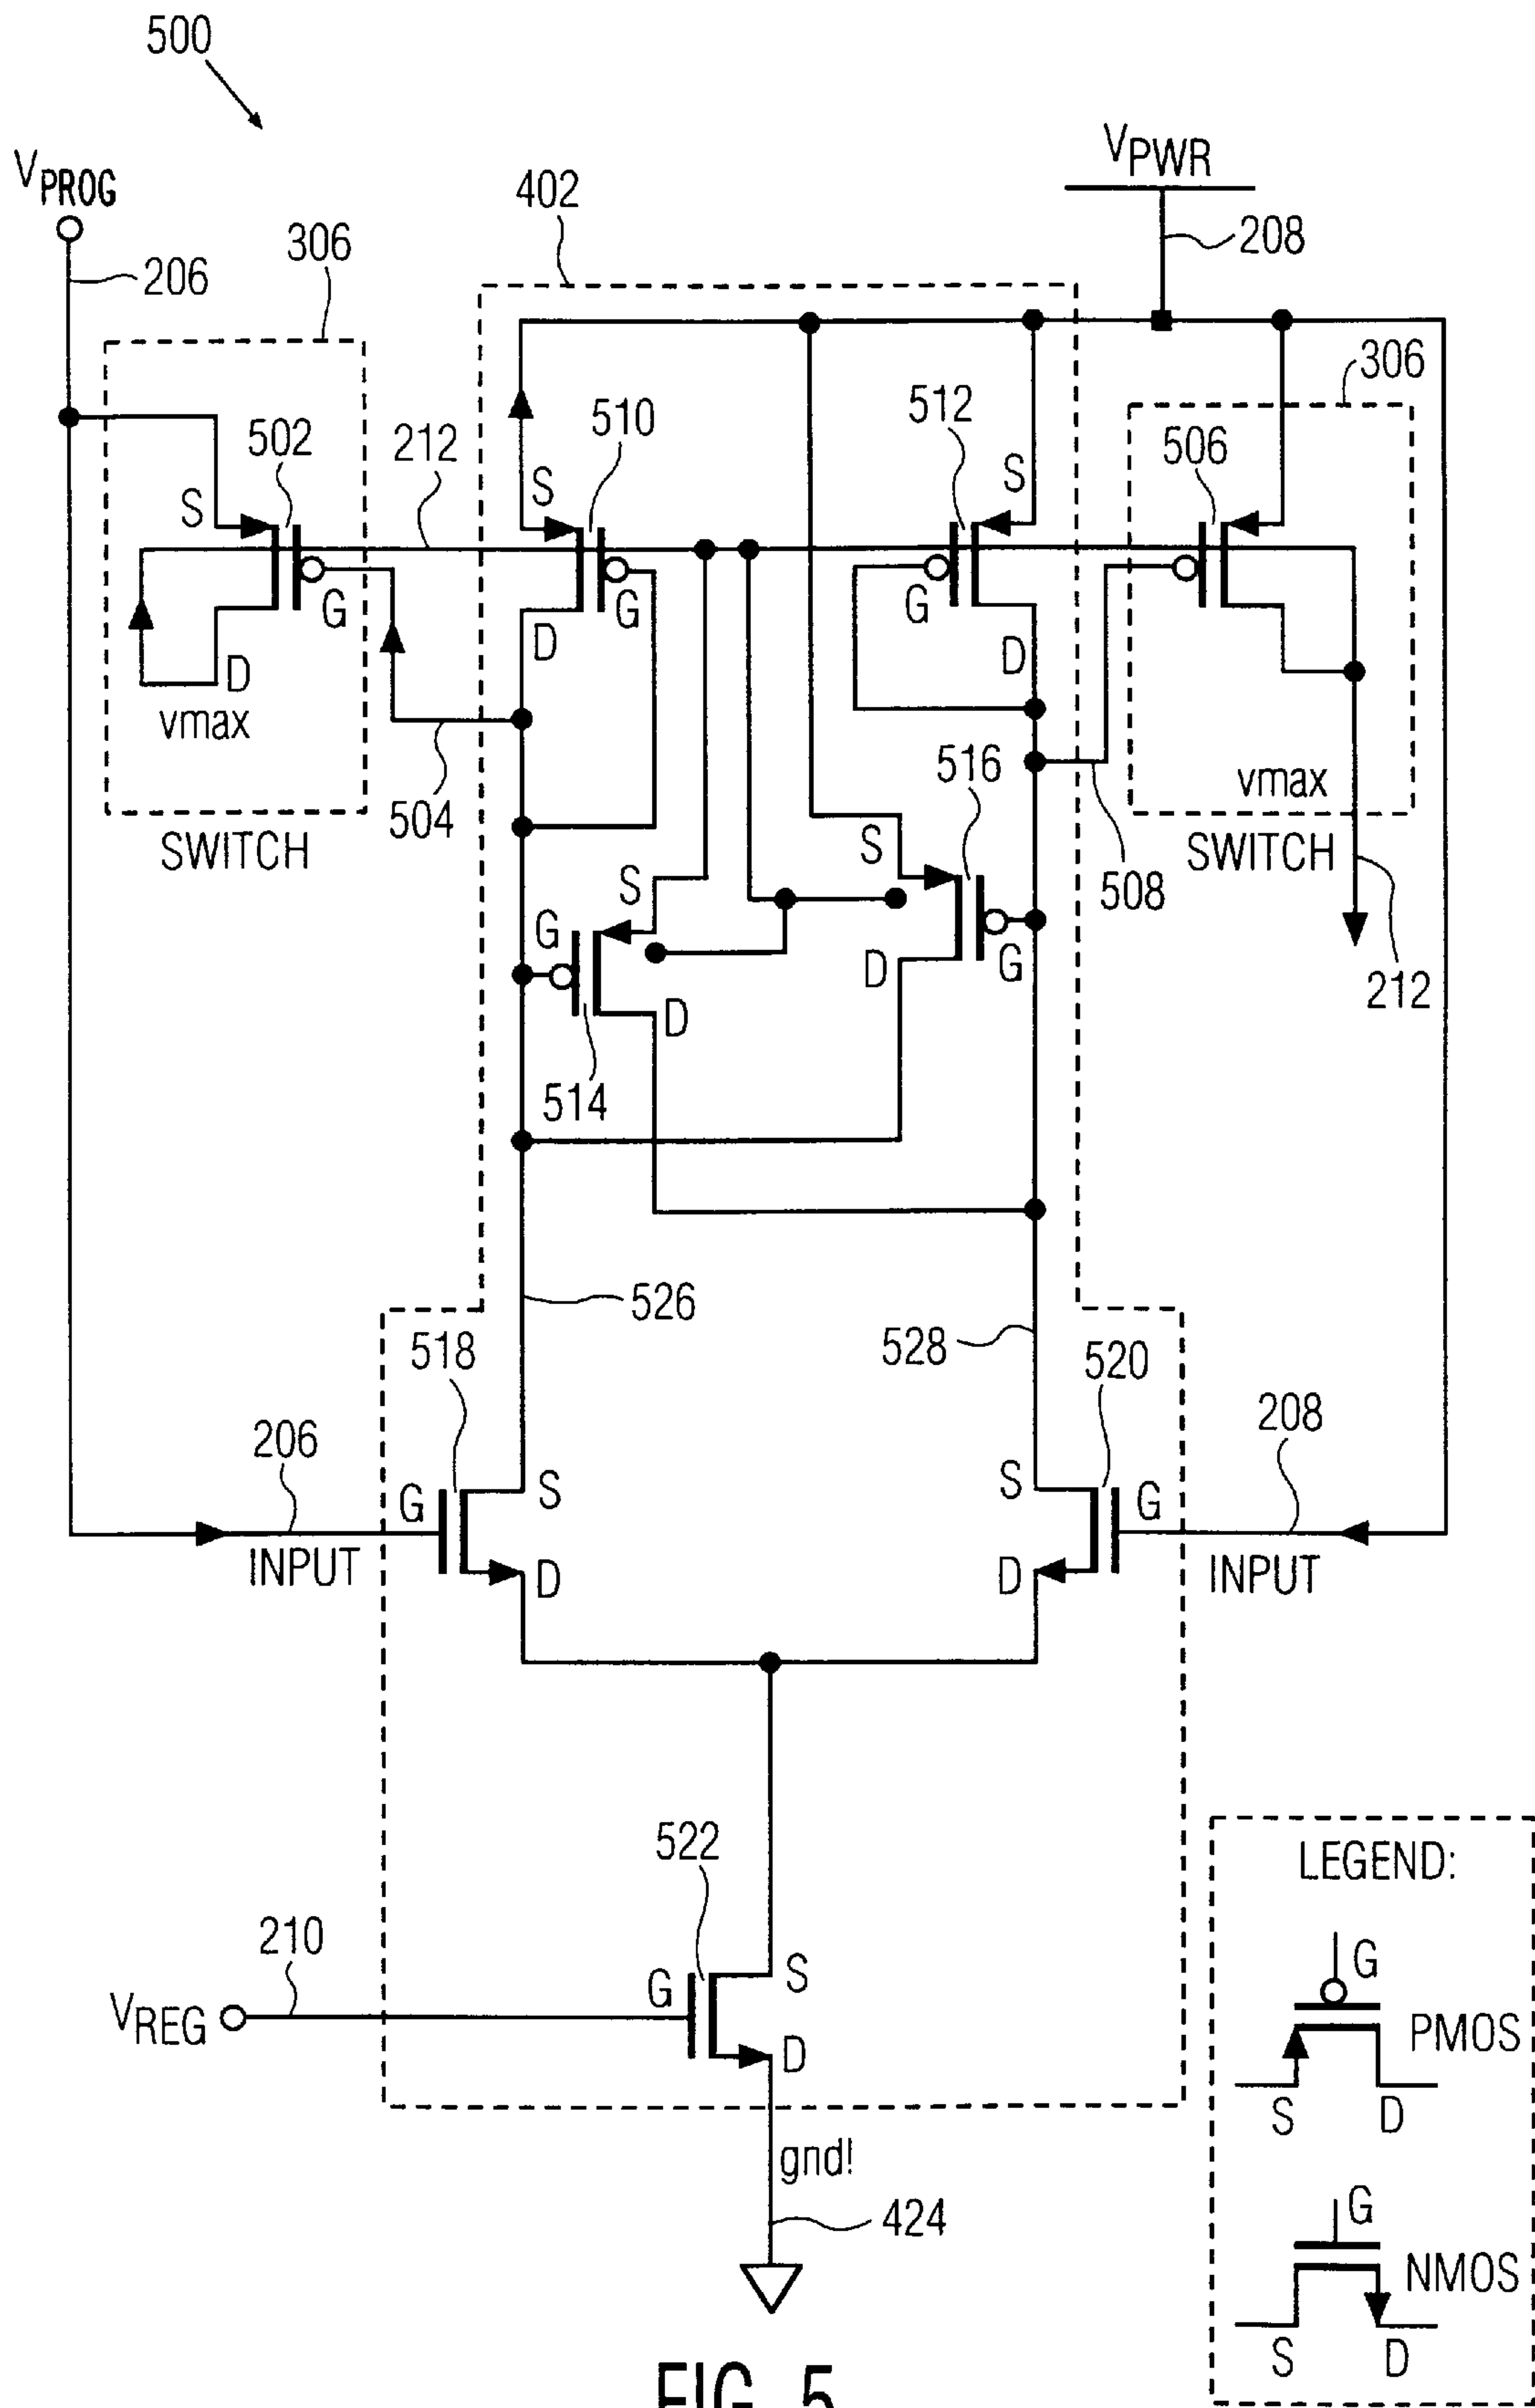 500
VPROG
VPWR
402
208
306
206
306
510
512
506
502
212
S
S
S
G
G
G
D
D
D
vmax
516
504
S
vmax
SWITCH
SWITCH
S
508
G
D
G
D
212
514
526
518
528
520
206
208
G
S
S
G
INPUT
D
D
INPUT
522
LEGEND:
210
G
G
S
VREG
PMOS
D
S
D
gnd!
G
424
NMOS
S
D
FIG. 5